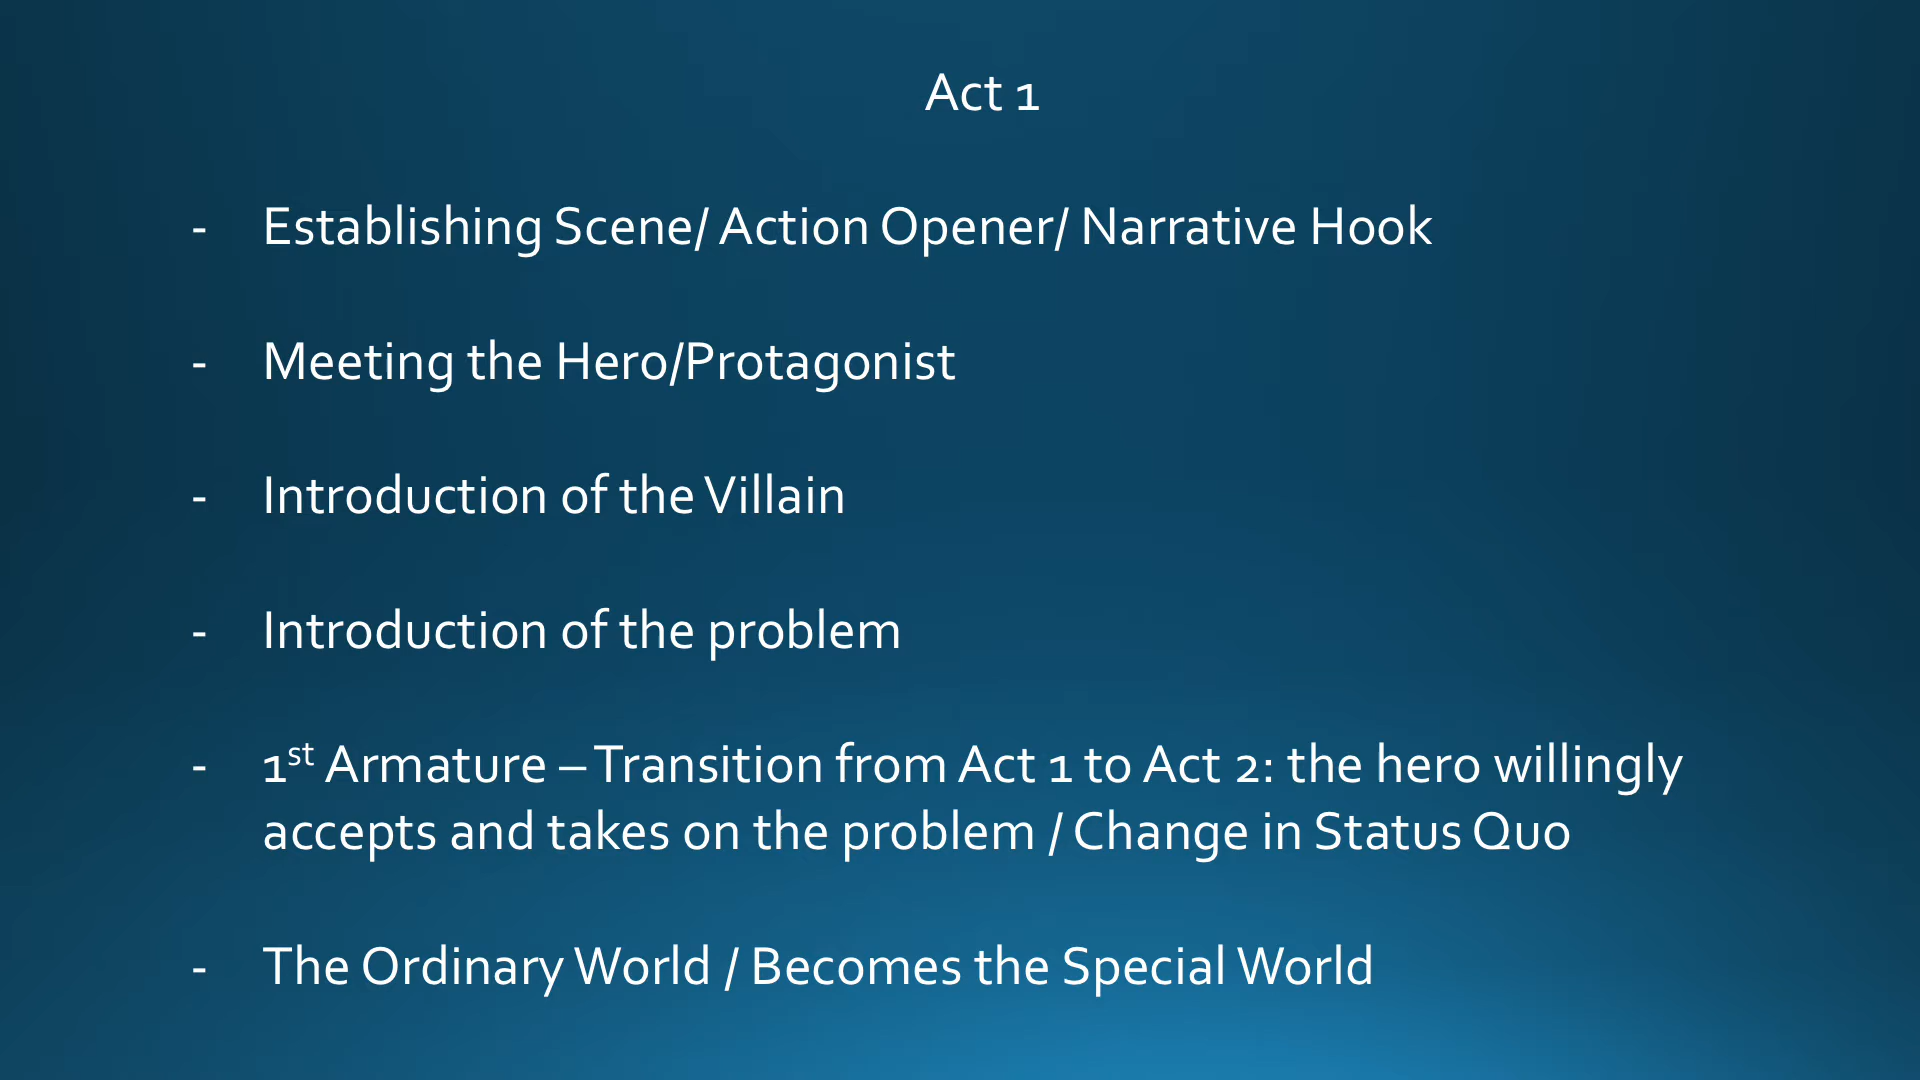 Act 1
- Establishing Scene/ Action Opener/ Narrative Hook
- Meeting the Hero/Protagonist
- Introduction of the Villain
- Introduction of the problem
- 1st Armature – Transition from Act 1 to Act 2: the hero willingly
accepts and takes on the problem / Change in Status Quo
- The Ordinary World / Becomes the Special World